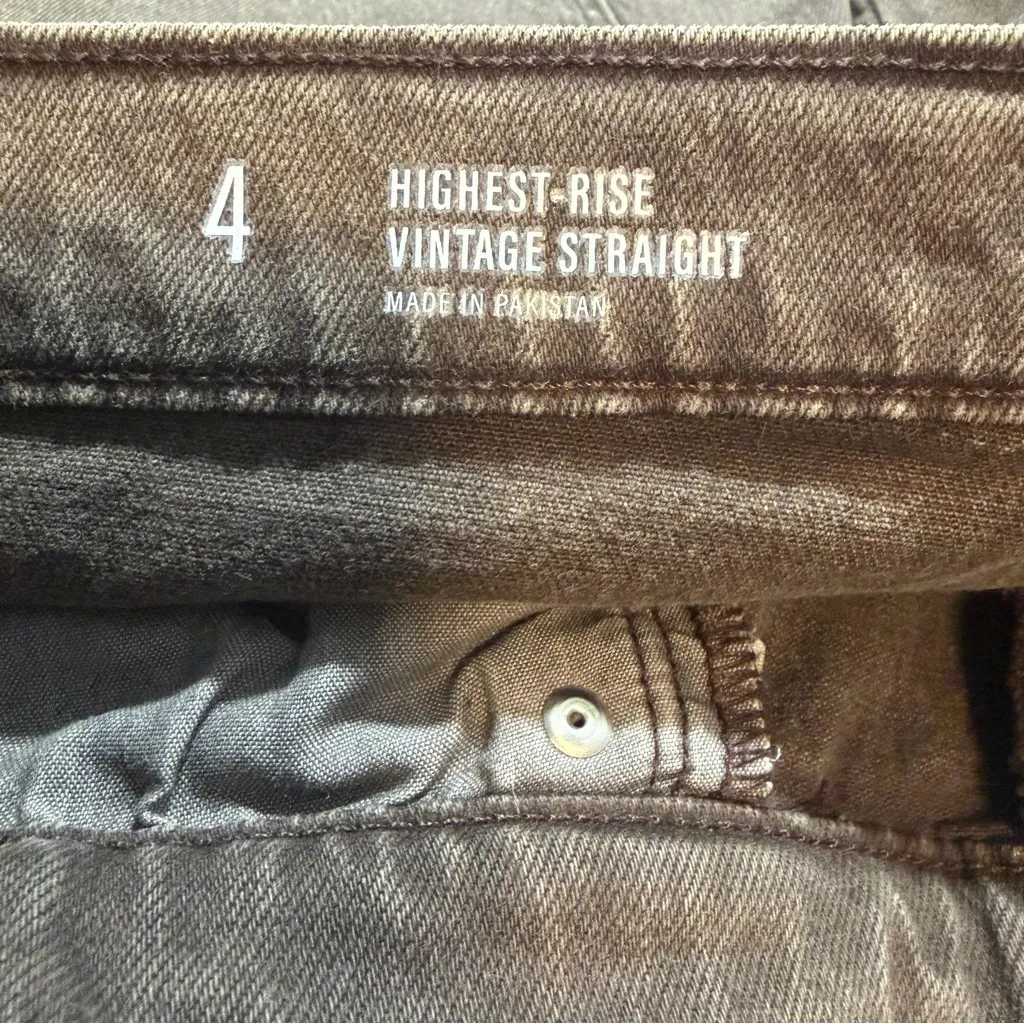 4
HIGHEST-RISE
VINTAGE STRAIGHT
MADE IN PAKISTAN